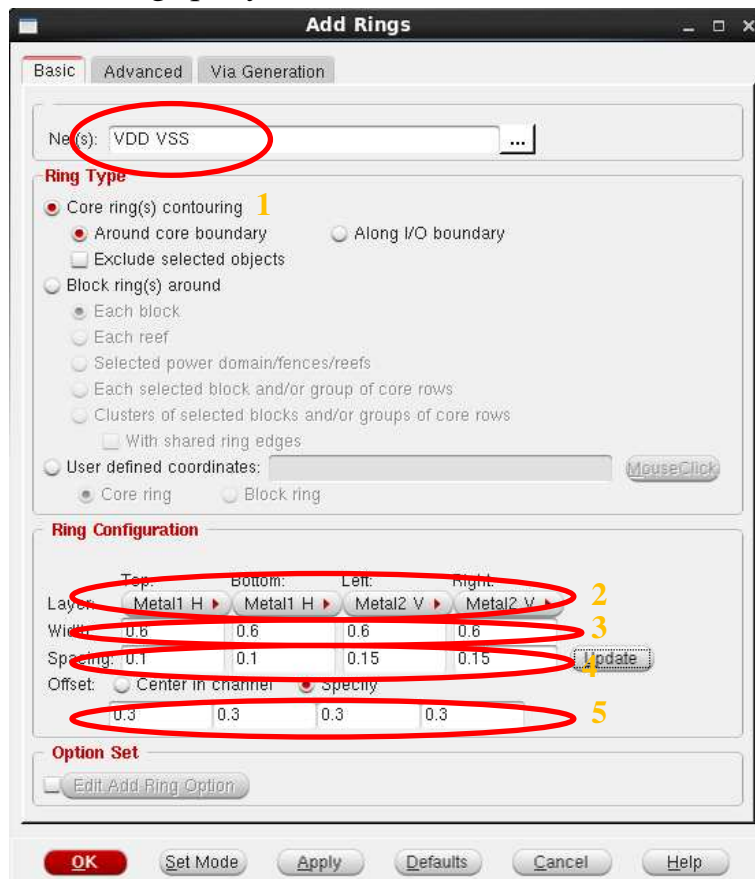 Add Rings
Basic Advanced Via Generation
Net(s): VDD VSS ...
Ring Type
Core ring(s) contouring 1
Around core boundary Along I/O boundary
Exclude selected objects
Block ring(s) around
Each block
Each reef
Selected power domain/fences/reefs
Each selected block and/or group of core rows
Clusters of selected blocks and/or groups of core rows
With shared ring edges
User defined coordinates: MouseClick
Core ring Block ring
Ring Configuration
Top: Bottom: Left: Right:
Layer: Metal1 H Metal1 H Metal2 V Metal2 V 2
Width: 0.6 0.6 0.6 0.6 3
Spacing: 0.1 0.1 0.15 0.15 4 Update
Offset: Center in channel Specify
0.3 0.3 0.3 0.3 5
Option Set
Edit Add Ring Option
OK Set Mode Apply Defaults Cancel Help